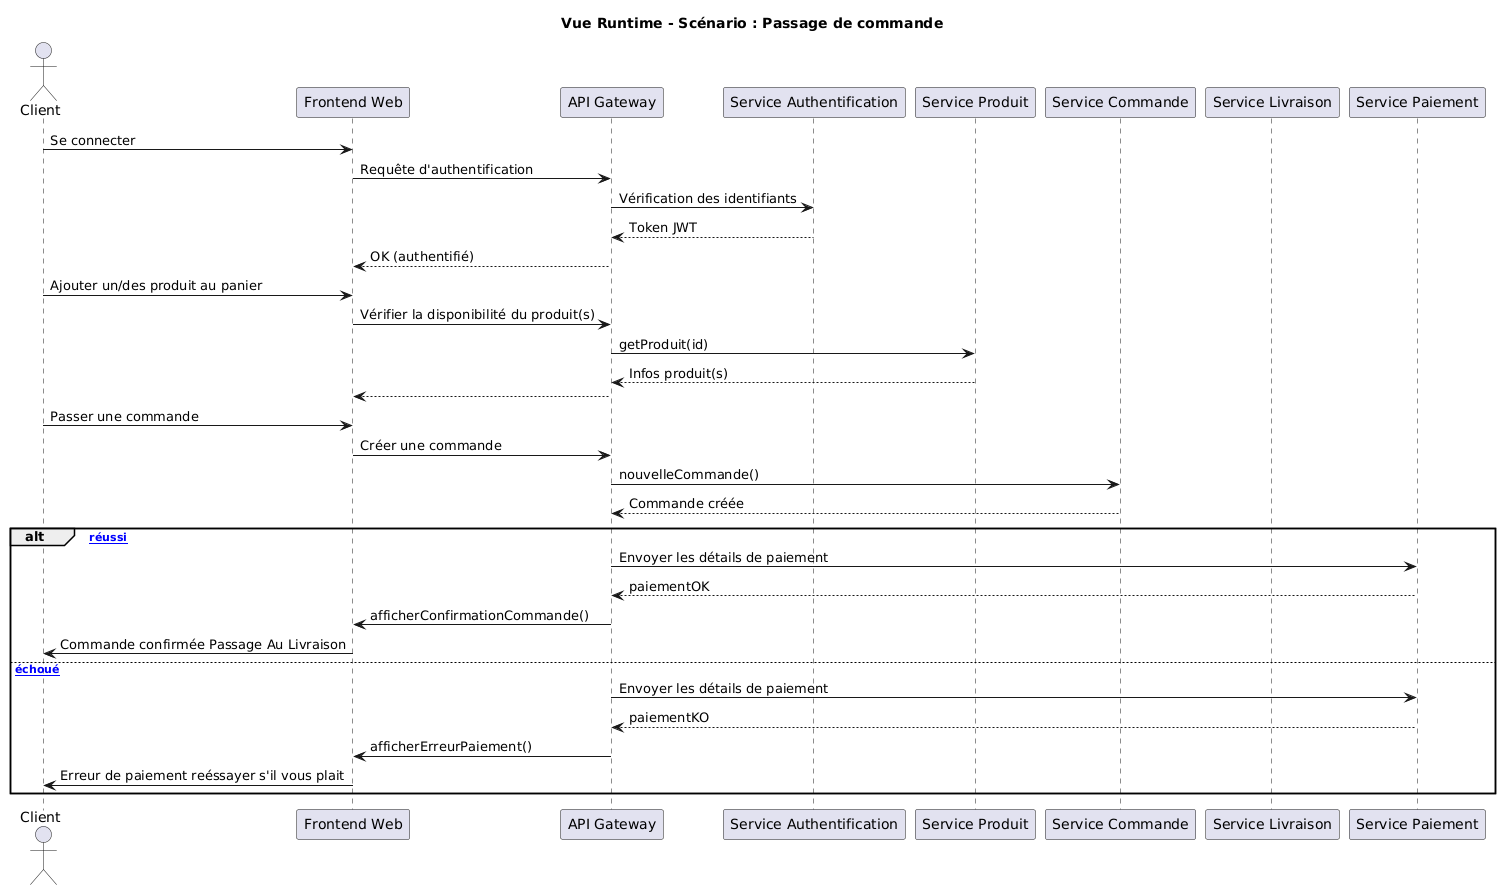 Vue Runtime - Scénario : Passage de commande
Client
Frontend Web
API Gateway
Service Authentification
Service Produit
Service Commande
Service Livraison
Service Paiement
Se connecter
Requête d'authentification
Vérification des identifiants
Token JWT
OK (authentifié)
Ajouter un/des produit au panier
Vérifier la disponibilité du produit(s)
getProduit(id)
Infos produit(s)
Passer une commande
Créer une commande
nouvelleCommande()
Commande créée
alt
réussi
Envoyer les détails de paiement
paiementOK
afficherConfirmationCommande()
Commande confirmée Passage Au Livraison
échoué
Envoyer les détails de paiement
paiementKO
afficherErreurPaiement()
Erreur de paiement reéssayer s'il vous plait
Client
Frontend Web
API Gateway
Service Authentification
Service Produit
Service Commande
Service Livraison
Service Paiement